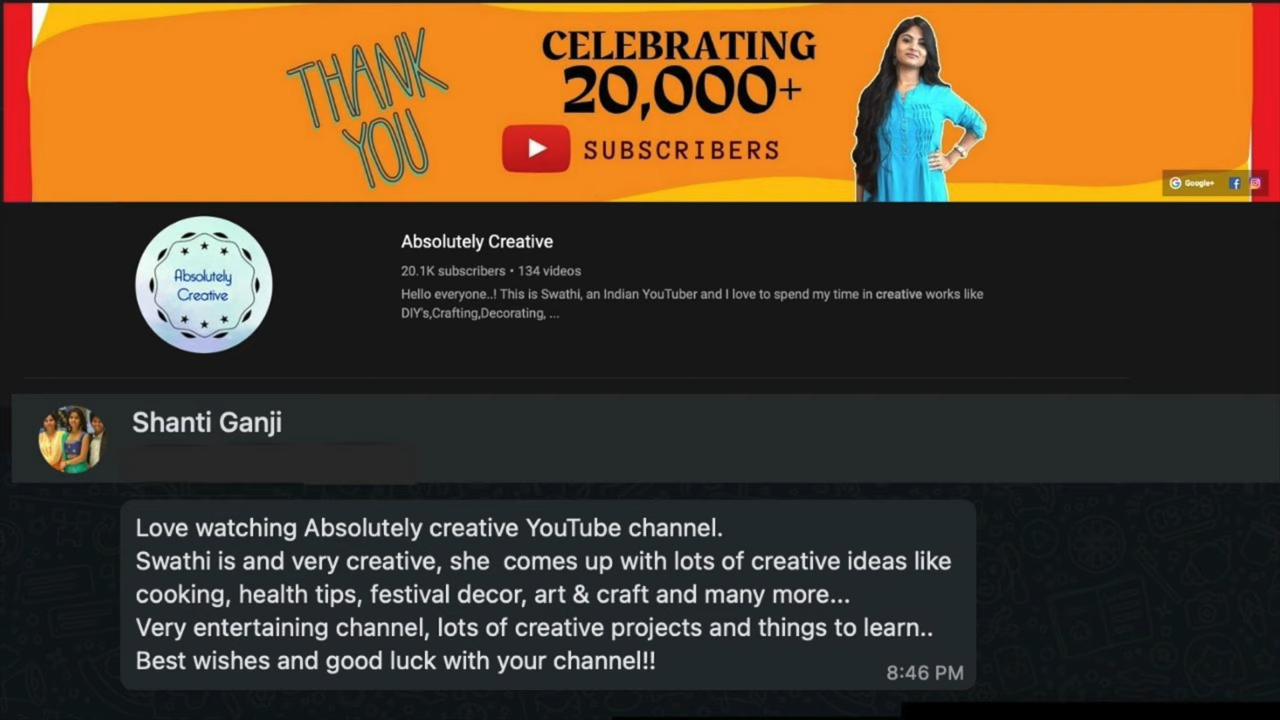 THANK
YOU
CELEBRATING
20,000+
SUBSCRIBERS
Google+
Absolutely
Creative
Absolutely Creative
20.1K subscribers • 134 videos
Hello everyone..! This is Swathi, an Indian YouTuber and I love to spend my time in creative works like
DIY's,Crafting,Decorating, ...
Shanti Ganji
Love watching Absolutely creative YouTube channel.
Swathi is and very creative, she  comes up with lots of creative ideas like
cooking, health tips, festival decor, art & craft and many more...
Very entertaining channel, lots of creative projects and things to learn..
Best wishes and good luck with your channel!!
8:46 PM